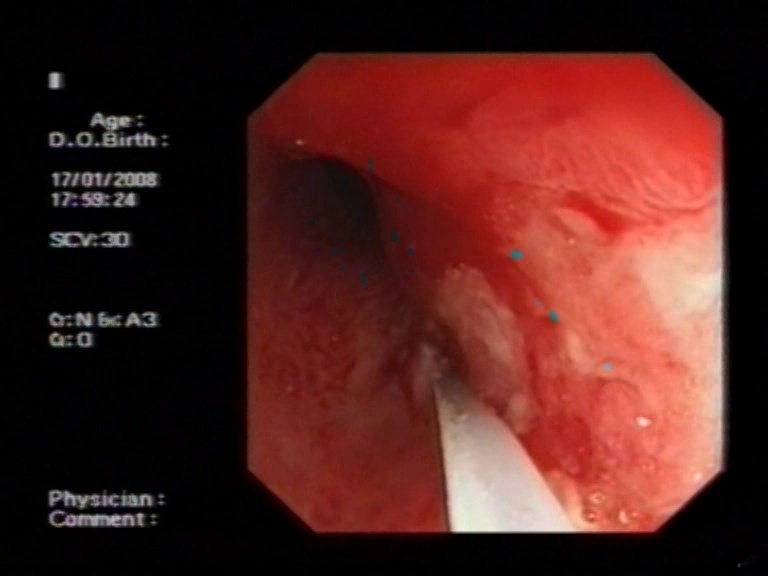 Age:
D.O.Birth:
17/01/2008
17:59:24
SCV:30
Physician:
Comment: